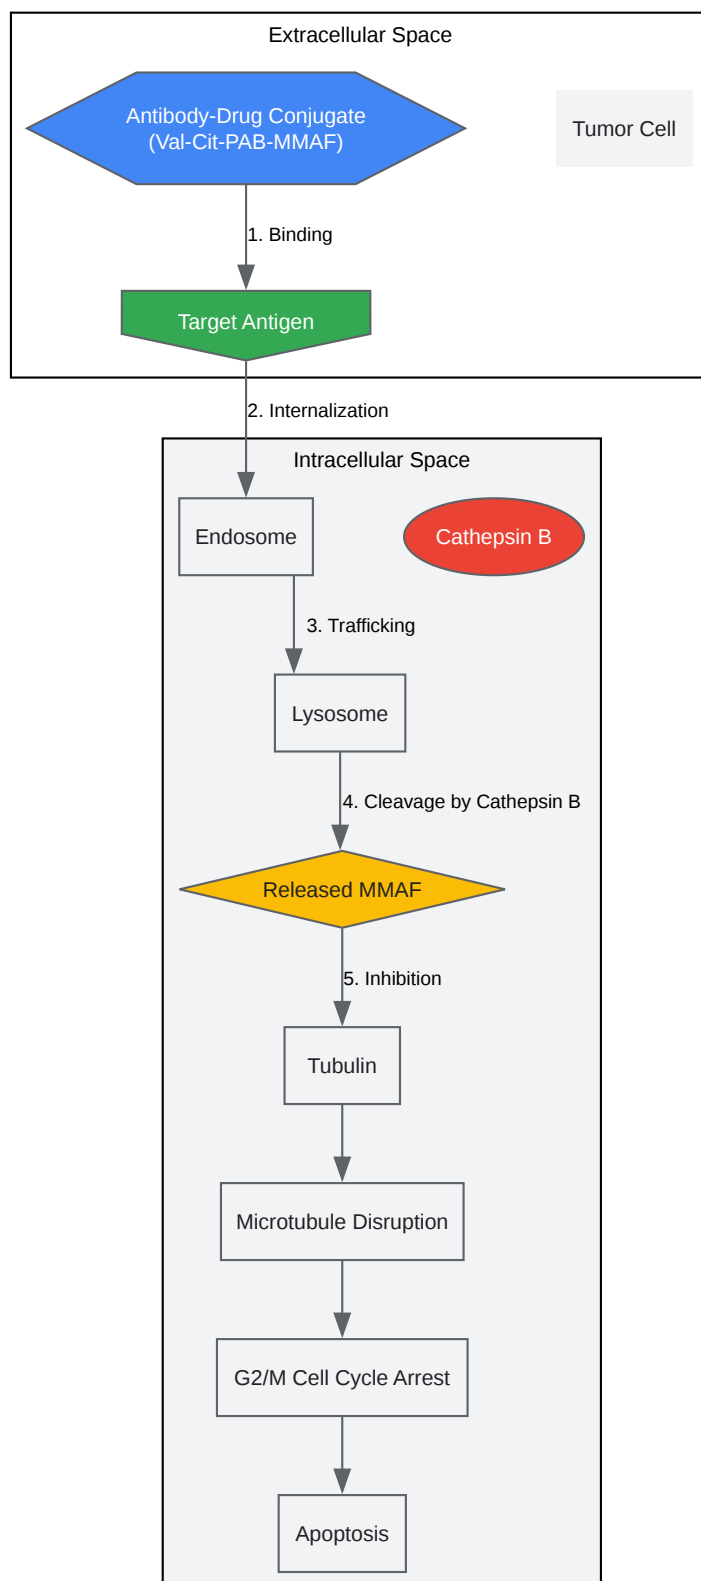 Extracellular Space
Antibody-Drug Conjugate
(Val-Cit-PAB-MMAF)
Tumor Cell
1. Binding
Target Antigen
2. Internalization
Intracellular Space
Endosome
Cathepsin B
3. Trafficking
Lysosome
4. Cleavage by Cathepsin B
Released MMAF
5. Inhibition
Tubulin
Microtubule Disruption
G2/M Cell Cycle Arrest
Apoptosis